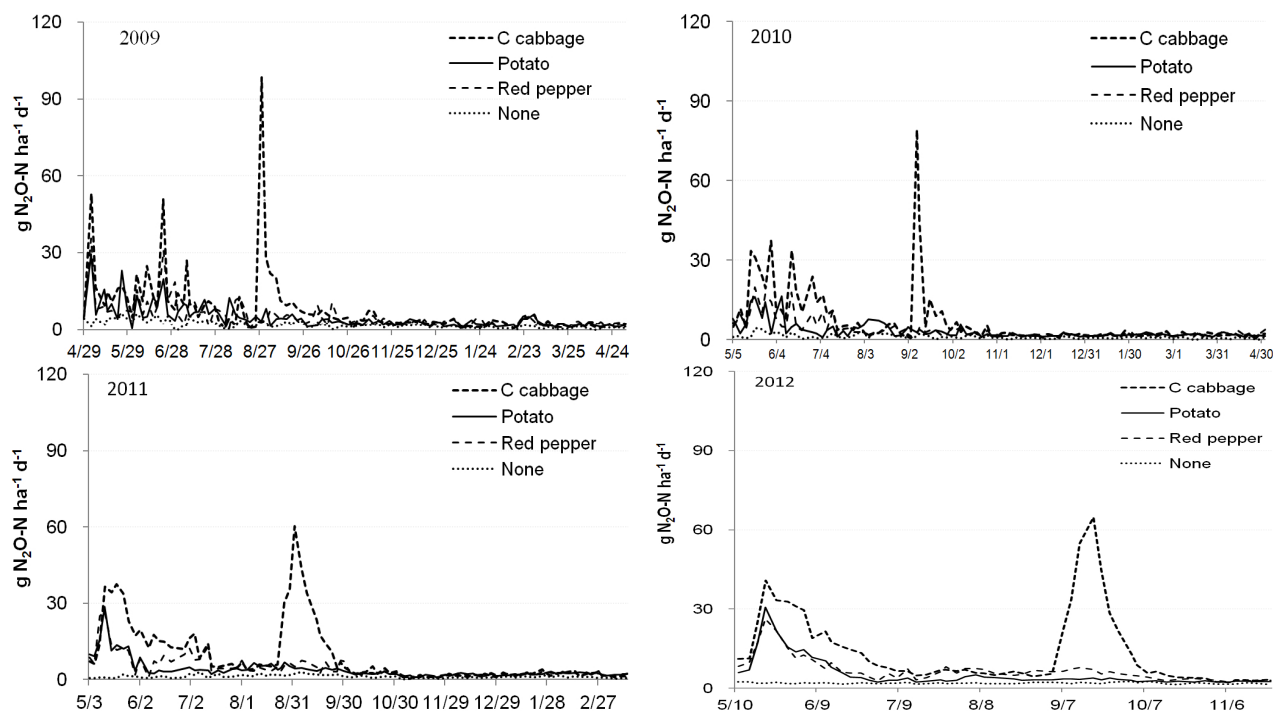 120
90
60
30
0
g N₂O-N ha⁻¹ d⁻¹
2009
C cabbage
Potato
Red pepper
None
4/29 5/29 6/28 7/28 8/27 9/26 10/26 11/25 12/25 1/24 2/23 3/25 4/24
120
90
60
30
0
g N₂O-N ha⁻¹ d⁻¹
2010
C cabbage
Potato
Red pepper
None
5/5 6/4 7/4 8/3 9/2 10/2 11/1 12/1 12/31 1/30 3/1 3/31 4/30
120
90
60
30
0
g N₂O-N ha⁻¹ d⁻¹
2011
C cabbage
Potato
Red pepper
None
5/3 6/2 7/2 8/1 8/31 9/30 10/30 11/29 12/29 1/28 2/27
120
90
60
30
0
g N₂O-N ha⁻¹ d⁻¹
2012
C cabbage
Potato
Red pepper
None
5/10 6/9 7/9 8/8 9/7 10/7 11/6